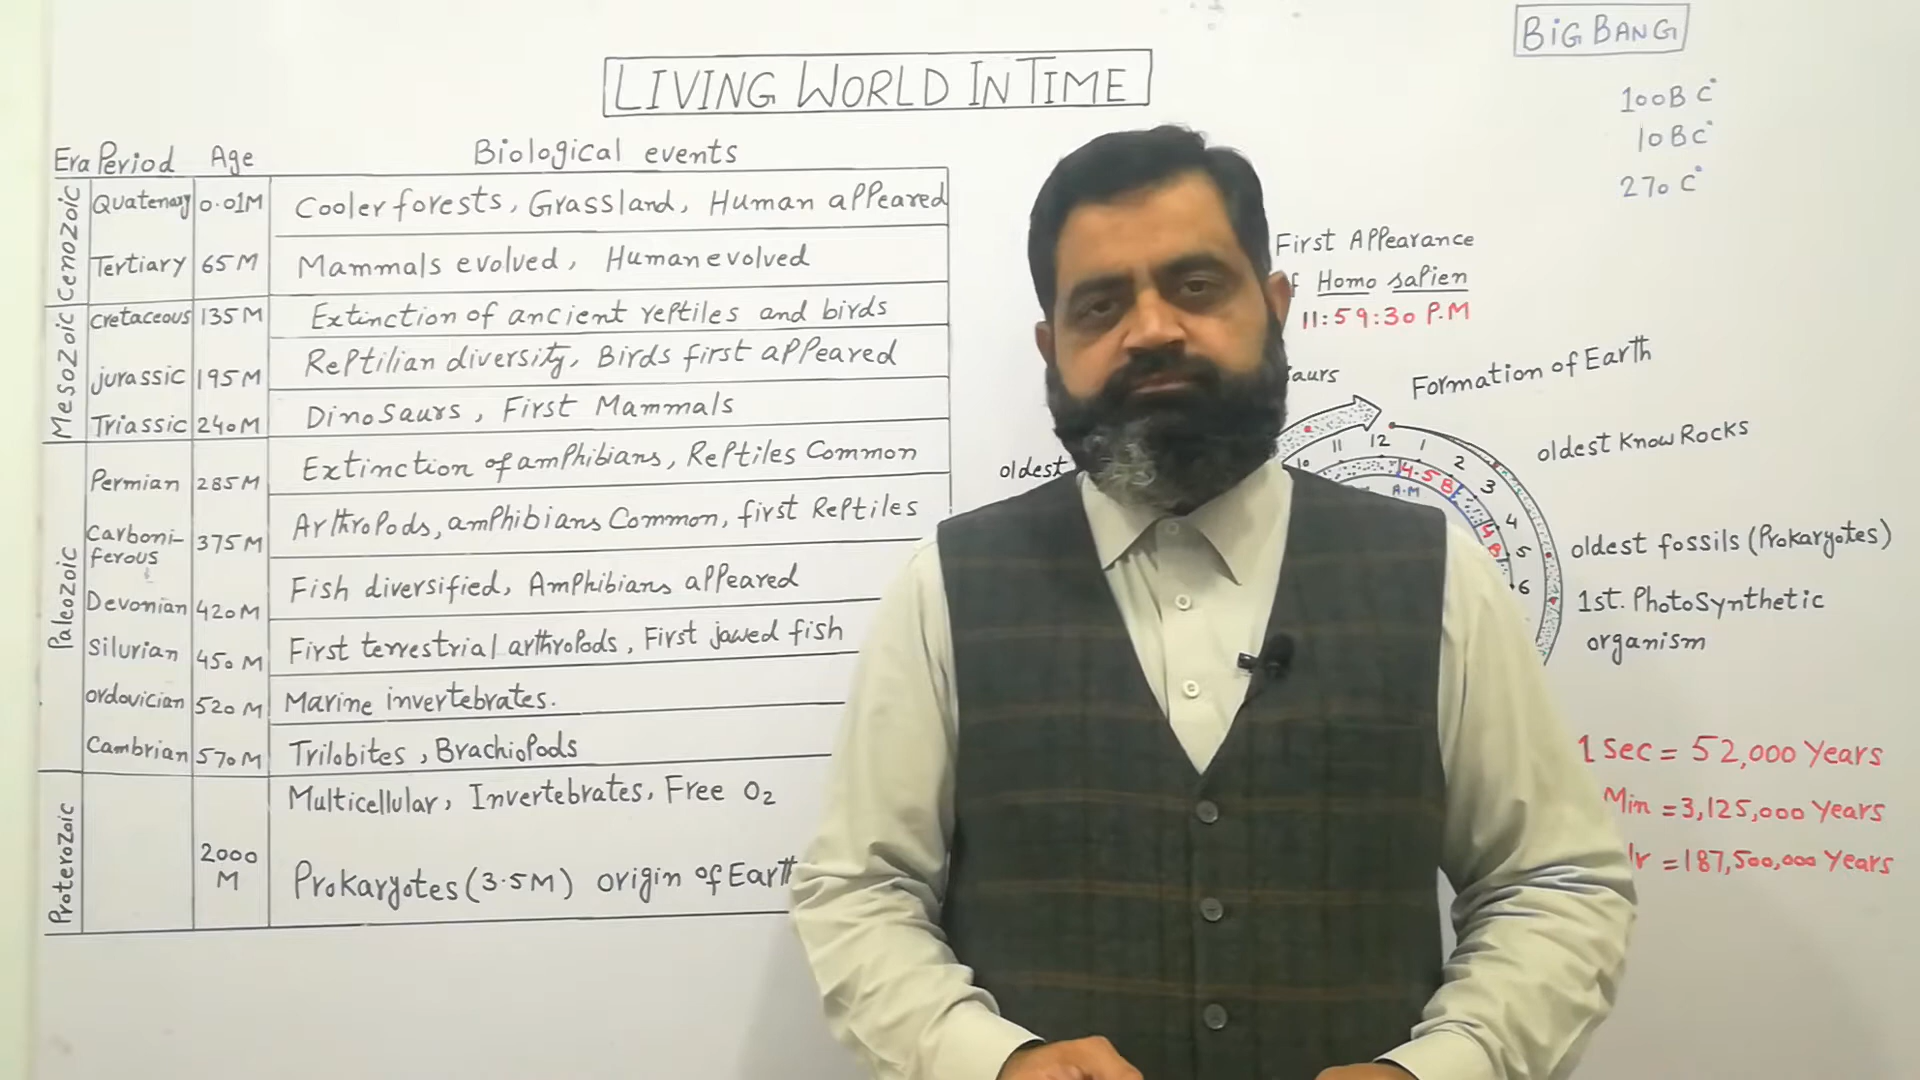 BiG BANG
LIVING WORLD IN TIME
100B C°
10B C°
270 C°
Era Period Age Biological events
Cenozoic
Quatenary 0.01M Cooler forests, Grassland, Human appeared
Tertiary 65M Mammals evolved, Human evolved
Mesozoic
Cretaceous 135M Extinction of ancient reptiles and birds
jurassic 195M Reptilian diversity, Birds first appeared
Triassic 240M Dinosaurs, First Mammals
Paleozoic
Permian 285M Extinction of amphibians, Reptiles Common
Carboni-
ferous 375M Arthropods, amphibians Common, first Reptiles
Devonian 420M Fish diversified, Amphibians appeared
Silurian 450M First terrestrial arthropods, First jawed fish
Ordovician 520M Marine invertebrates.
Cambrian 570M Trilobites, Brachiopods
Proterozoic
2000
M
Multicellular, Invertebrates, Free O₂
Prokaryotes (3.5M) origin of Earth
First Appearance
Homo sapien
11:59:30 P.M
aurs
Formation of Earth
oldest Know Rocks
oldest
oldest fossils (Prokaryotes)
1st. Photosynthetic
organism
10 11 12 1 2 3 4 5 6
4.5 B
A.M
4 B
1 Sec = 52,000 Years
Min = 3,125,000 Years
Hr = 187,500,000 Years